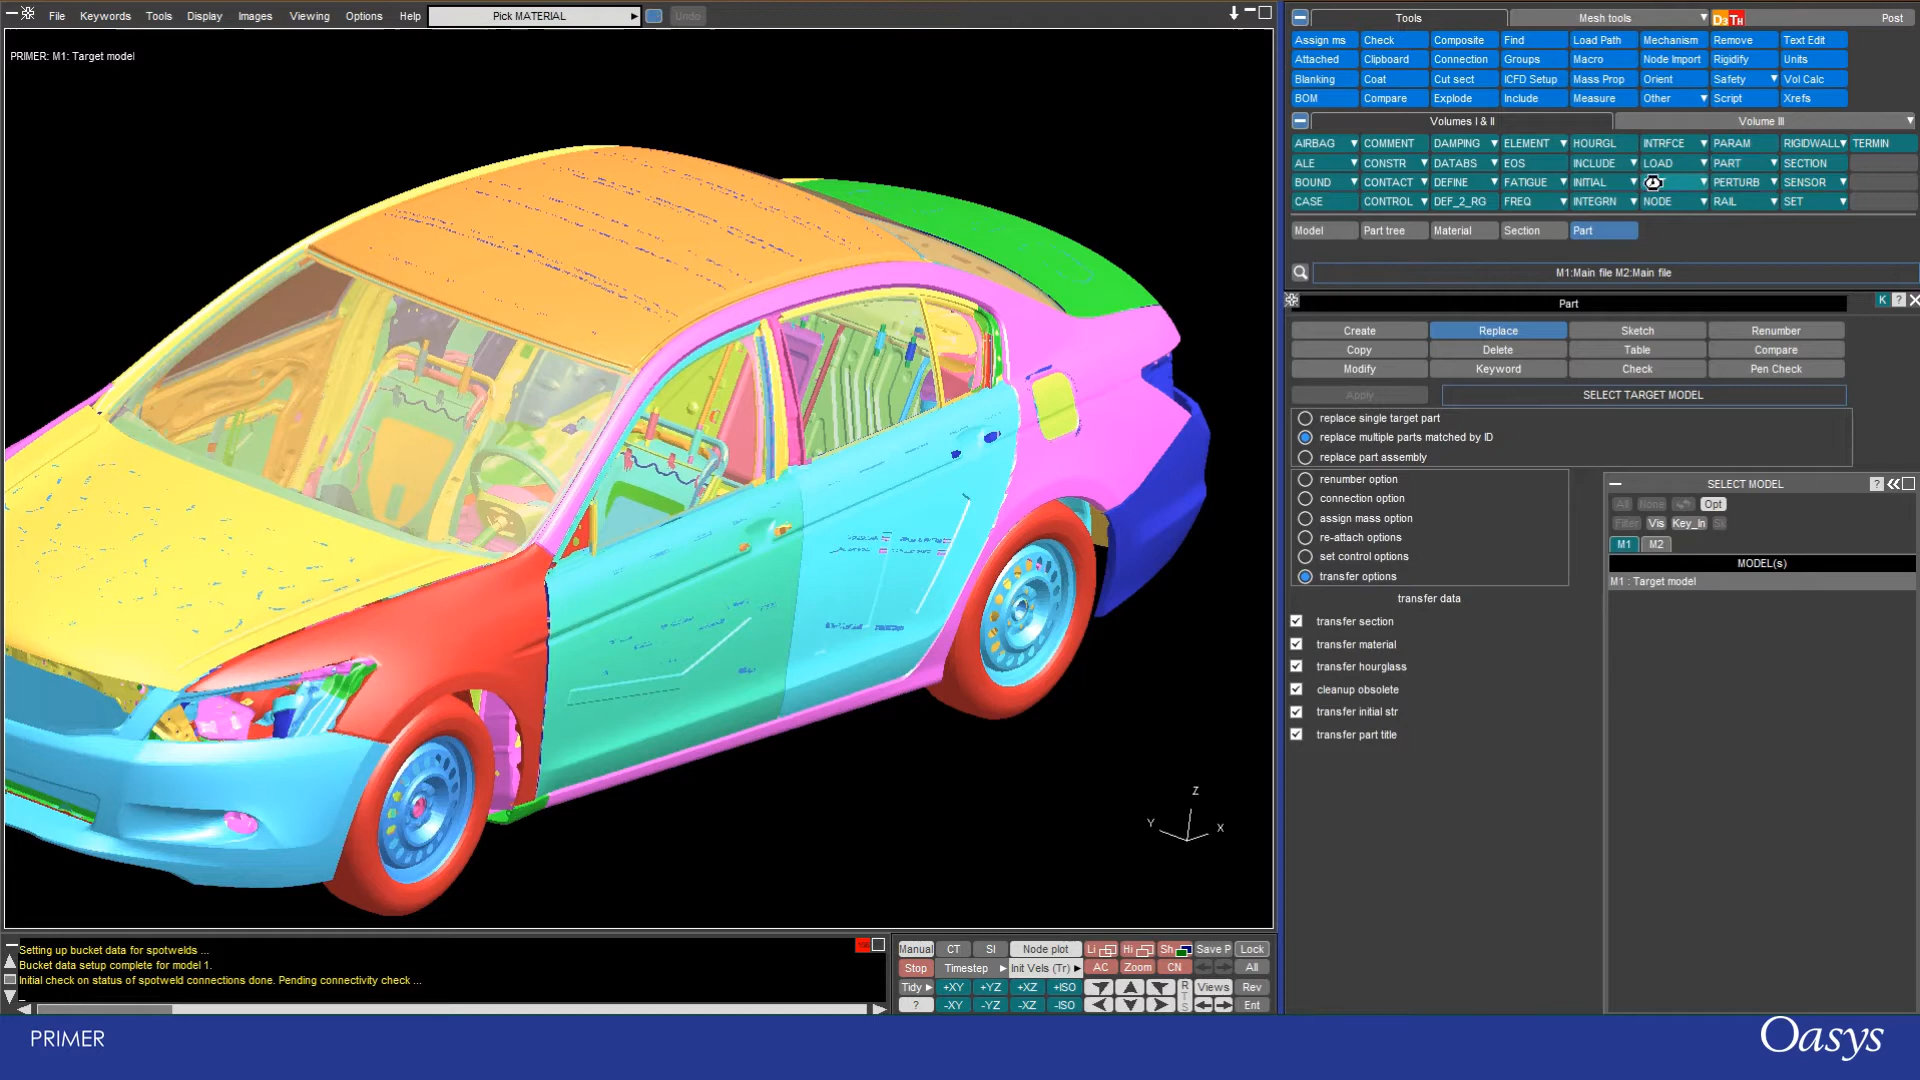 File Keywords Tools Display Images Viewing Options Help Pick MATERIAL Undo
PRIMER: M1: Target model
Tools Mesh tools D3 TH Post
Assign ms Check Composite Find Load Path Mechanism Remove Text Edit
Attached Clipboard Connection Groups Macro Node Import Rigidify Units
Blanking Coat Cut sect ICFD Setup Mass Prop Orient Safety Vol Calc
BOM Compare Explode Include Measure Other Script Xrefs
Volumes I & II Volume III
AIRBAG COMMENT DAMPING ELEMENT HOURGL INTRFCE PARAM RIGIDWALL TERMIN
ALE CONSTR DATABS EOS INCLUDE LOAD PART SECTION
BOUND CONTACT DEFINE FATIGUE INITIAL PERTURB SENSOR
CASE CONTROL DEF_2_RG FREQ INTEGRN NODE RAIL SET
Model Part tree Material Section Part
M1:Main file M2:Main file
Part K ?
Create Replace Sketch Renumber
Copy Delete Table Compare
Modify Keyword Check Pen Check
Apply SELECT TARGET MODEL
replace single target part
replace multiple parts matched by ID
replace part assembly
renumber option
connection option
assign mass option
re-attach options
set control options
transfer options
transfer data
transfer section
transfer material
transfer hourglass
cleanup obsolete
transfer initial str
transfer part title
SELECT MODEL ?
All None Opt
Filter Vis Key_In
M1 M2
MODEL(s)
M1 : Target model
Z
Y X
Setting up bucket data for spotwelds ...
Bucket data setup complete for model 1.
Initial check on status of spotweld connections done. Pending connectivity check ...
Manual CT SI Node plot Li Hi Sh Save P Lock
Stop Timestep Init Vels (Tr) AC Zoom CN All
Tidy +XY +YZ +XZ +ISO R T S Views Rev
? -XY -YZ -XZ -ISO Ent
PRIMER
Oasys